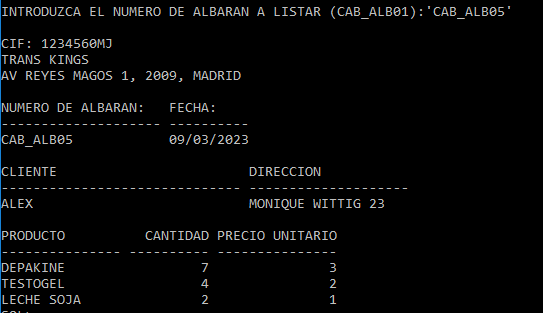 INTRODUZCA EL NUMERO DE ALBARAN A LISTAR (CAB_ALB01):'CAB_ALB05'
CIF: 1234560MJ
TRANS KINGS
AV REYES MAGOS 1, 2009, MADRID
NUMERO DE ALBARAN: FECHA:
-------------------- ----------
CAB_ALB05 09/03/2023
CLIENTE DIRECCION
------------------------------ --------------------
ALEX MONIQUE WITTIG 23
PRODUCTO CANTIDAD PRECIO UNITARIO
--------------- ---------- ---------------
DEPAKINE 7 3
TESTOGEL 4 2
LECHE SOJA 2 1